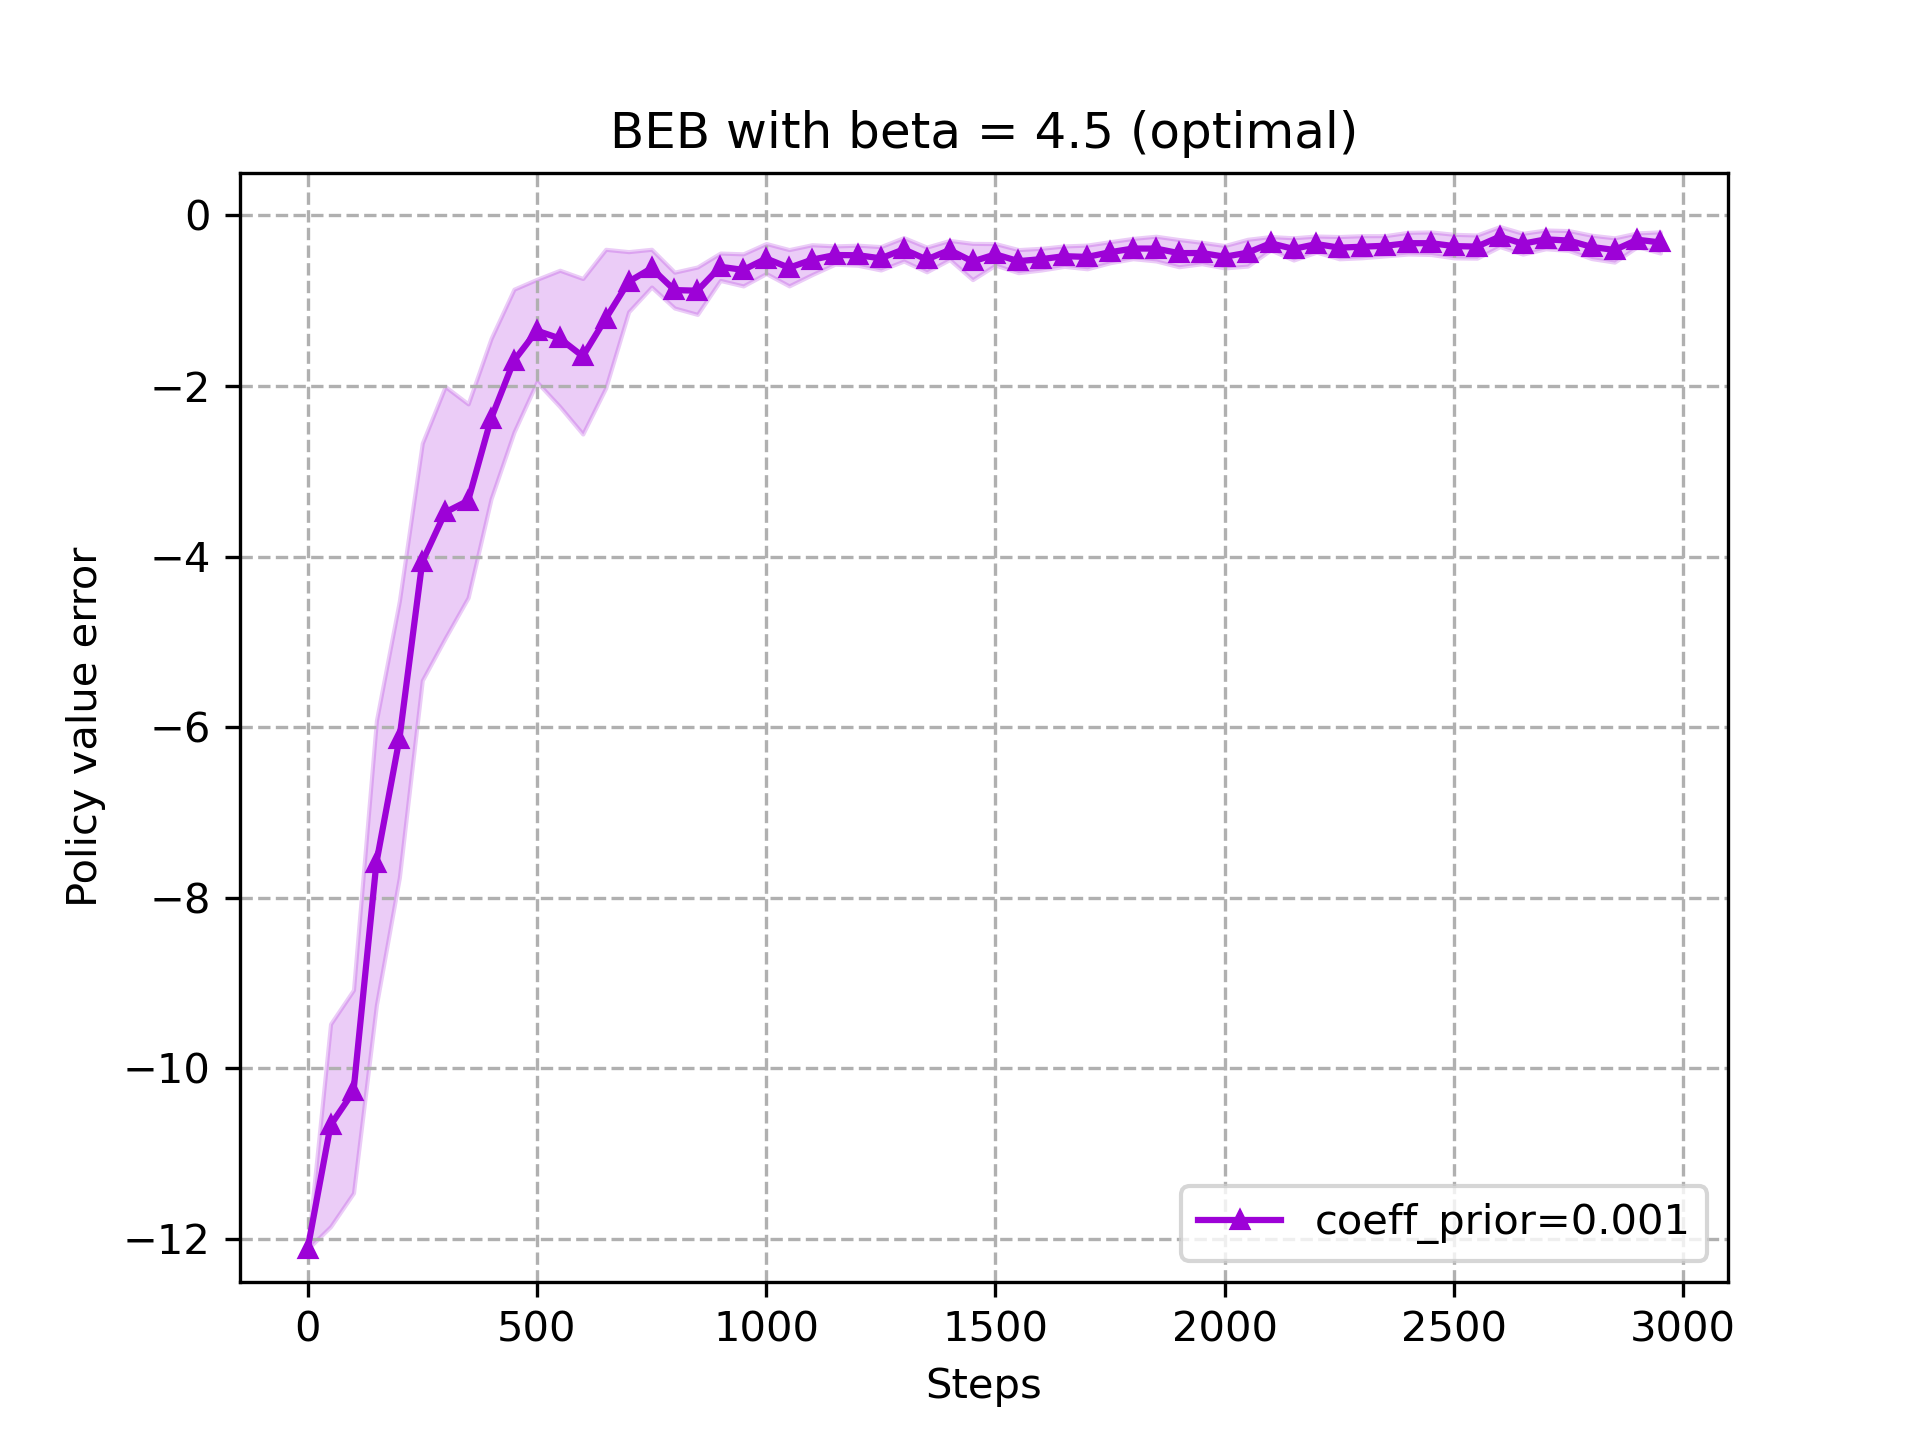 BEB with beta = 4.5 (optimal)
Policy value error
0
−2
−4
−6
−8
−10
−12
0 500 1000 1500 2000 2500 3000
Steps
coeff_prior=0.001